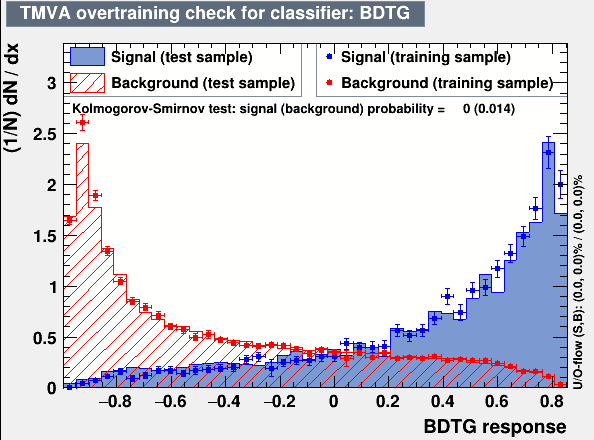 TMVA overtraining check for classifier: BDTG
(1/N) dN / dx
Signal (test sample)
Background (test sample)
Signal (training sample)
Background (training sample)
Kolmogorov-Smirnov test: signal (background) probability = 0 (0.014)
3
2.5
2
1.5
1
0.5
0
−0.8 −0.6 −0.4 −0.2 0 0.2 0.4 0.6 0.8
BDTG response
U/O-flow (S,B): (0.0, 0.0)% / (0.0, 0.0)%